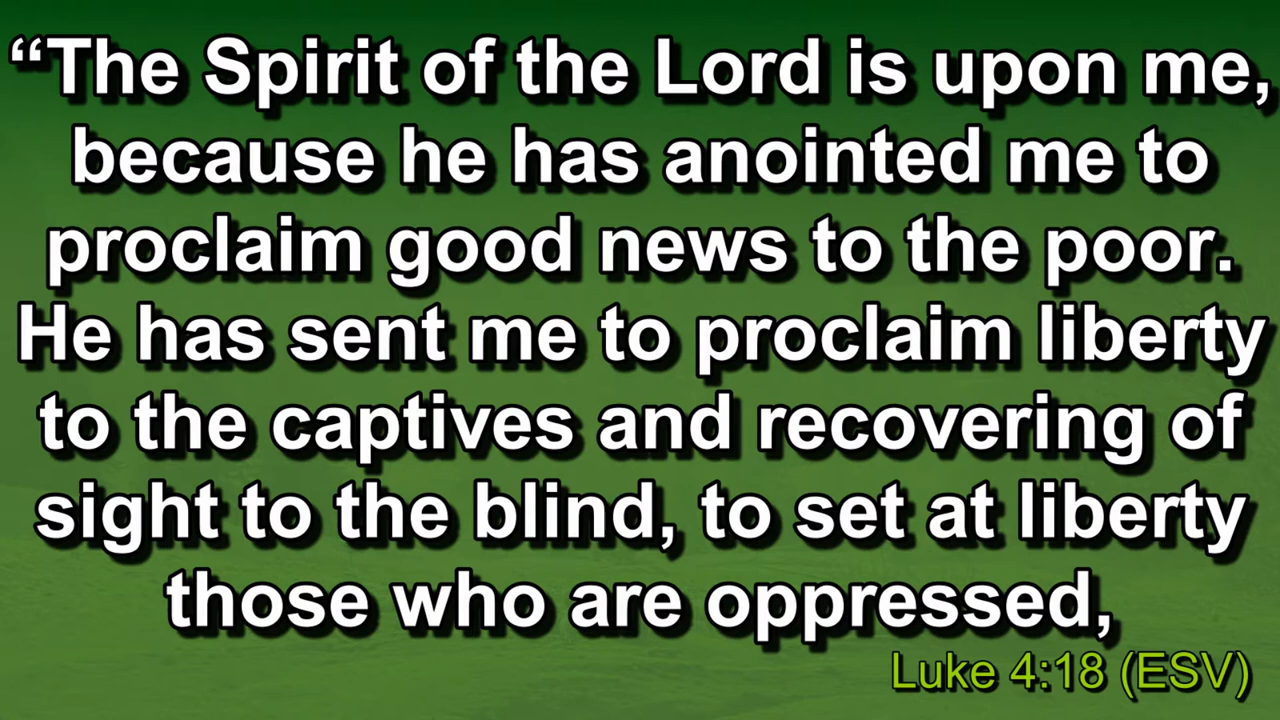 “The Spirit of the Lord is upon me,
because he has anointed me to
proclaim good news to the poor.
He has sent me to proclaim liberty
to the captives and recovering of
sight to the blind, to set at liberty
those who are oppressed,
Luke 4:18 (ESV)